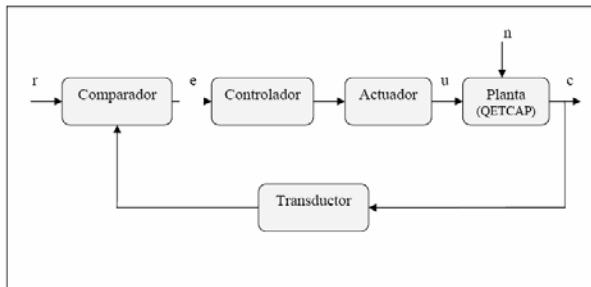 n
r
e
u
c
Comparador
Controlador
Actuador
Planta
(QETCAP)
Transductor